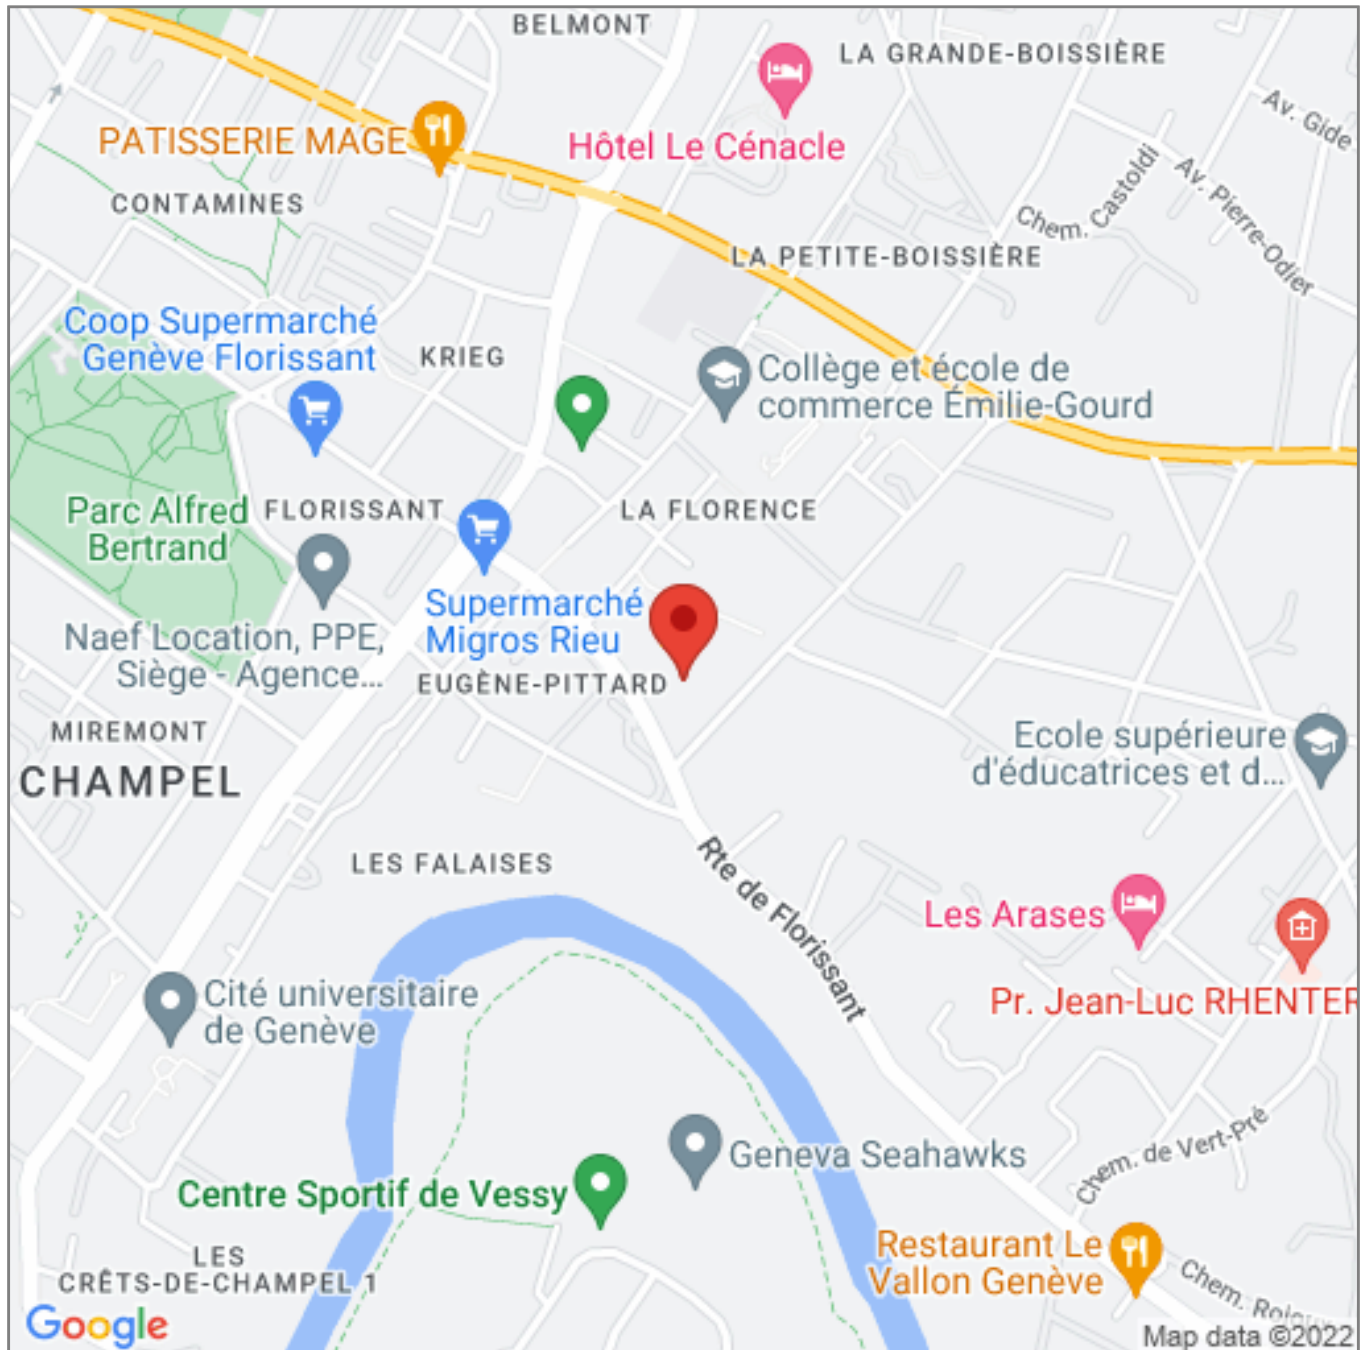 BELMONT
LA GRANDE-BOISSIÈRE
Av. Gide
PATISSERIE MAGE
Hôtel Le Cénacle
Chem. Castoldi
Av. Pierre-Odier
CONTAMINES
LA PETITE-BOISSIÈRE
Coop Supermarché
Genève Florissant
KRIEG
Collège et école de
commerce Émilie-Gourd
Parc Alfred
Bertrand
FLORISSANT
LA FLORENCE
Supermarché
Migros Rieu
Naef Location, PPE,
Siège - Agence...
EUGÈNE-PITTARD
MIREMONT
CHAMPEL
Ecole supérieure
d'éducatrices et d...
LES FALAISES
Rte de Florissant
Les Arases
Pr. Jean-Luc RHENTER
Cité universitaire
de Genève
Geneva Seahawks
Chem. de Vert-Pré
Centre Sportif de Vessy
Restaurant Le
Vallon Genève
LES
CRÊTS-DE-CHAMPEL 1
Chem.
Google
Map data ©2022